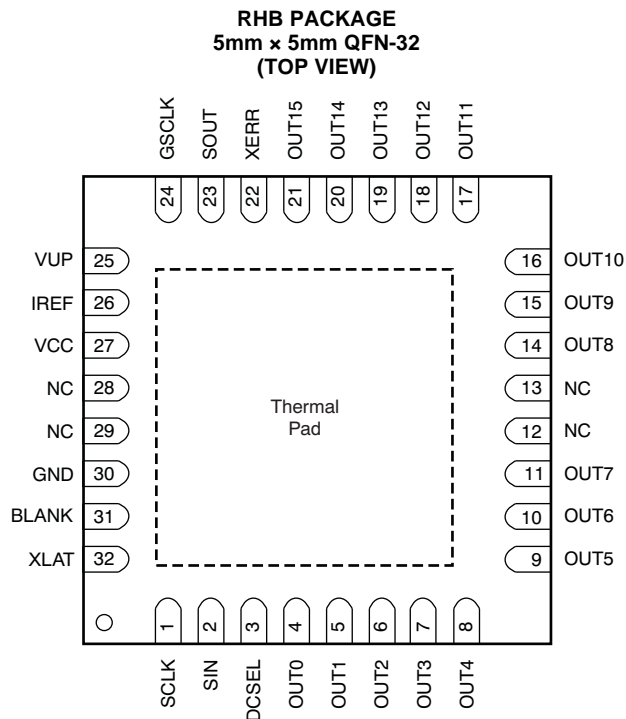 RHB PACKAGE
5mm × 5mm QFN-32
(TOP VIEW)
GSCLK
SOUT
XERR
OUT15
OUT14
OUT13
OUT12
OUT11
24
23
22
21
20
19
18
17
VUP 25
IREF 26
VCC 27
NC 28
NC 29
GND 30
BLANK 31
XLAT 32
Thermal
Pad
16 OUT10
15 OUT9
14 OUT8
13 NC
12 NC
11 OUT7
10 OUT6
9 OUT5
1
2
3
4
5
6
7
8
SCLK
SIN
DCSEL
OUT0
OUT1
OUT2
OUT3
OUT4